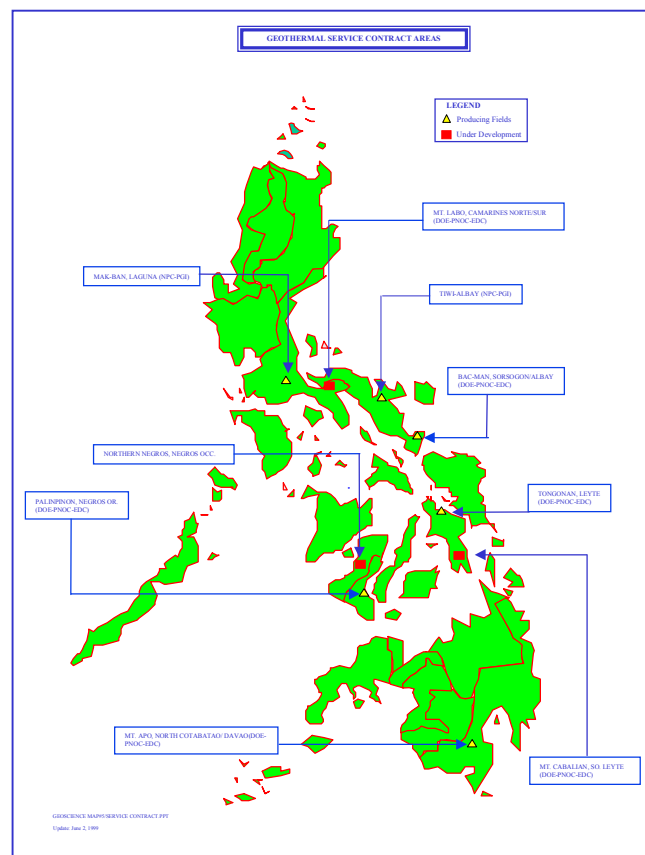 GEOTHERMAL SERVICE CONTRACT AREAS
LEGEND
Producing Fields
Under Development
MT. LABO, CAMARINES NORTE/SUR
(DOE-PNOC-EDC)
MAK-BAN, LAGUNA (NPC-PGI)
TIWI-ALBAY (NPC-PGI)
BAC-MAN, SORSOGON/ALBAY
(DOE-PNOC-EDC)
NORTHERN NEGROS, NEGROS OCC.
PALINPINON, NEGROS OR.
(DOE-PNOC-EDC)
TONGONAN, LEYTE
(DOE-PNOC-EDC)
MT. APO, NORTH COTABATAO/ DAVAO(DOE-
PNOC-EDC)
MT. CABALIAN, SO. LEYTE
(DOE-PNOC-EDC)
GEOSCIENCE MAP95/SERVICE CONTRACT.PPT
Update: June 2, 1999